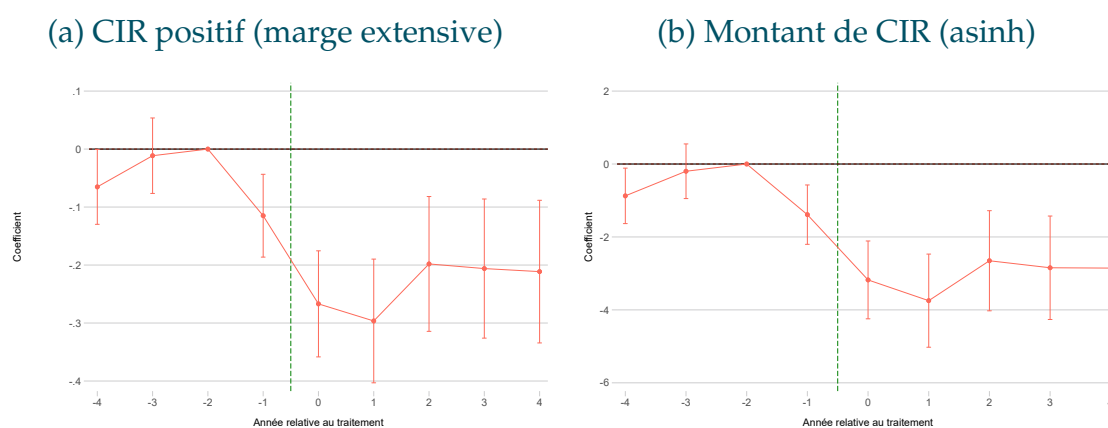 (a) CIR positif (marge extensive)
.1
0
-.1
-.2
-.3
-.4
Coefficient
-4 -3 -2 -1 0 1 2 3 4
Année relative au traitement
(b) Montant de CIR (asinh)
2
0
-2
-4
-6
Coefficient
-4 -3 -2 -1 0 1 2 3
Année relative au traitement